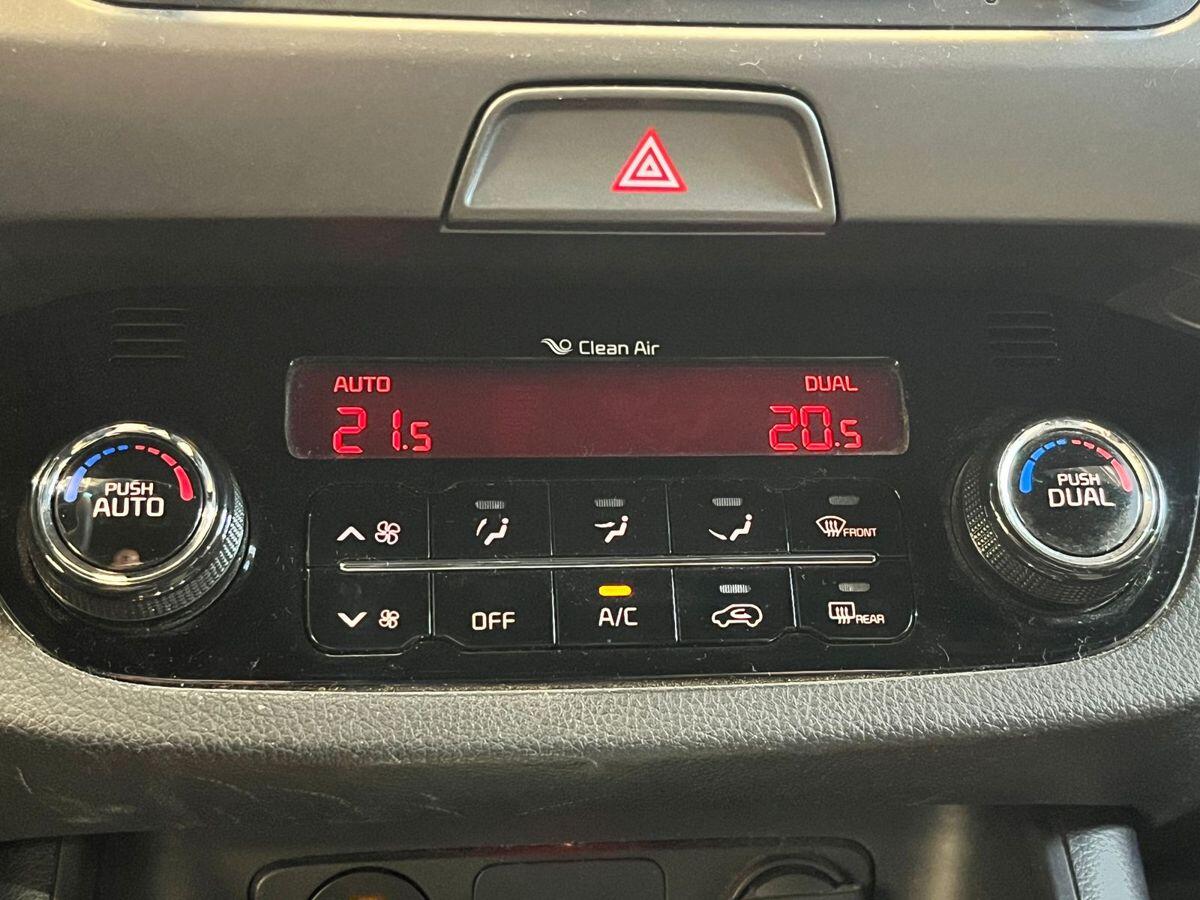 Clean Air
AUTO DUAL
21.5 20.5
PUSH
AUTO
PUSH
DUAL
FRONT
OFF A/C REAR